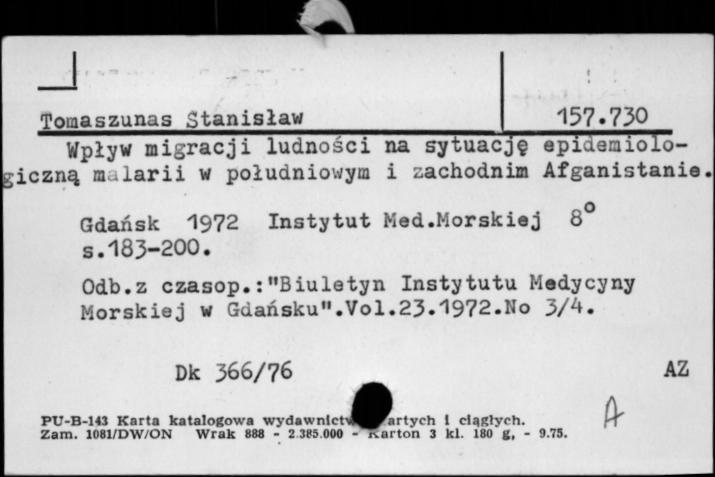 Tomaszunas Stanisław 157.730
Wpływ migracji ludności na sytuację epidemiolo-
giczną malarii w południowym i zachodnim Afganistanie.
Gdańsk 1972 Instytut Med.Morskiej 8°
s.183-200.
Odb.z czasop.:"Biuletyn Instytutu Medycyny
Morskiej w Gdańsku".Vol.23.1972.No 3/4.
Dk 366/76 AZ
A
PU-B-143 Karta katalogowa wydawnictw artych i ciągłych.
Zam. 1081/DW/ON Wrak 888 - 2.385.000 - Karton 3 kl. 180 g, - 9.75.